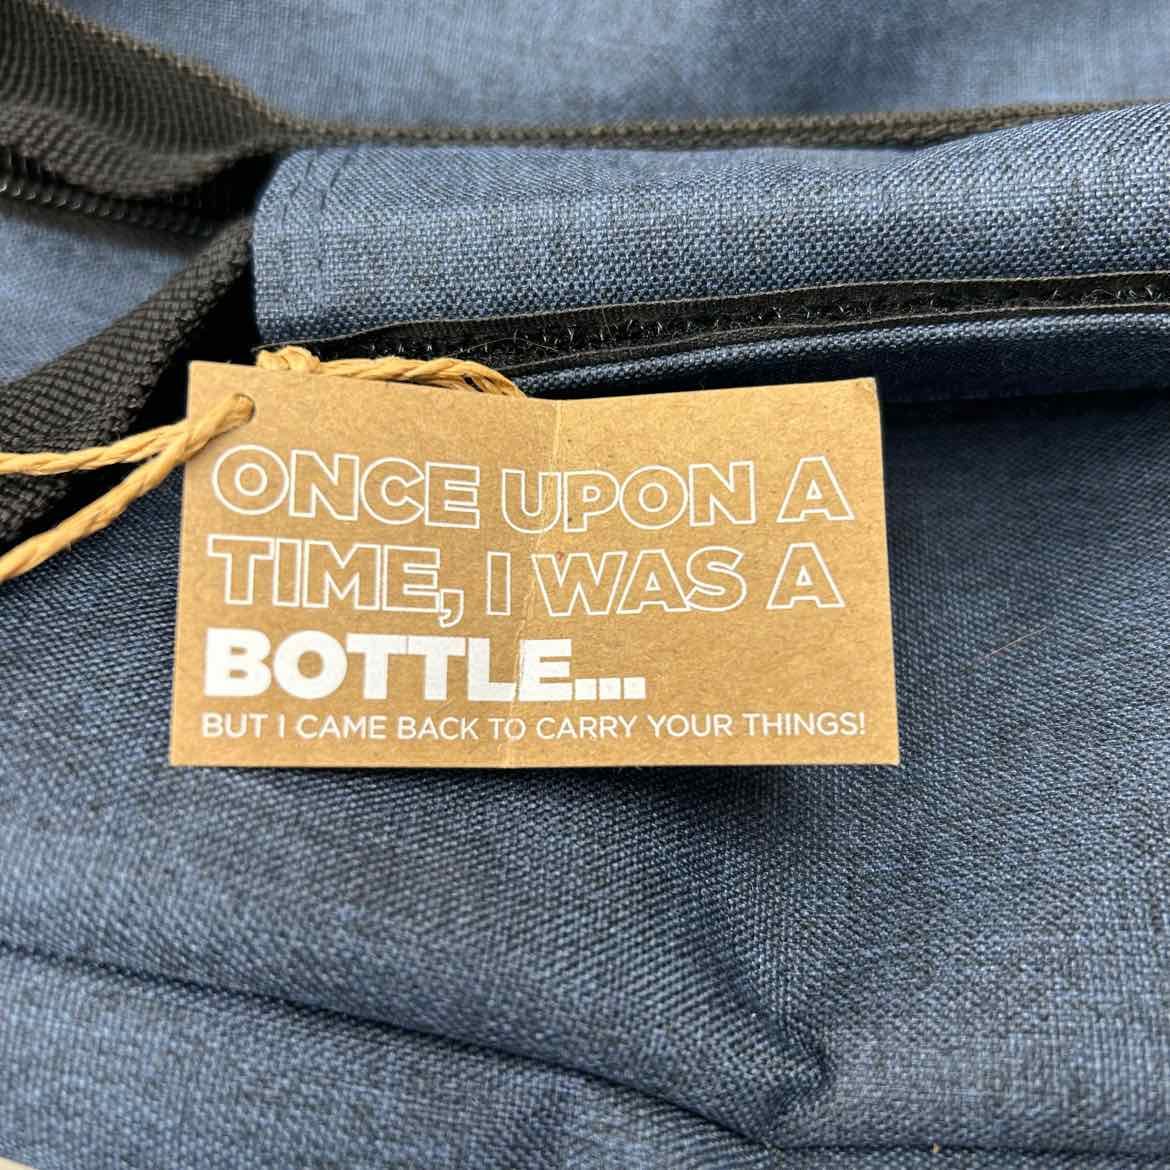 ONCE UPON A
TIME, I WAS A
BOTTLE...
BUT I CAME BACK TO CARRY YOUR THINGS!